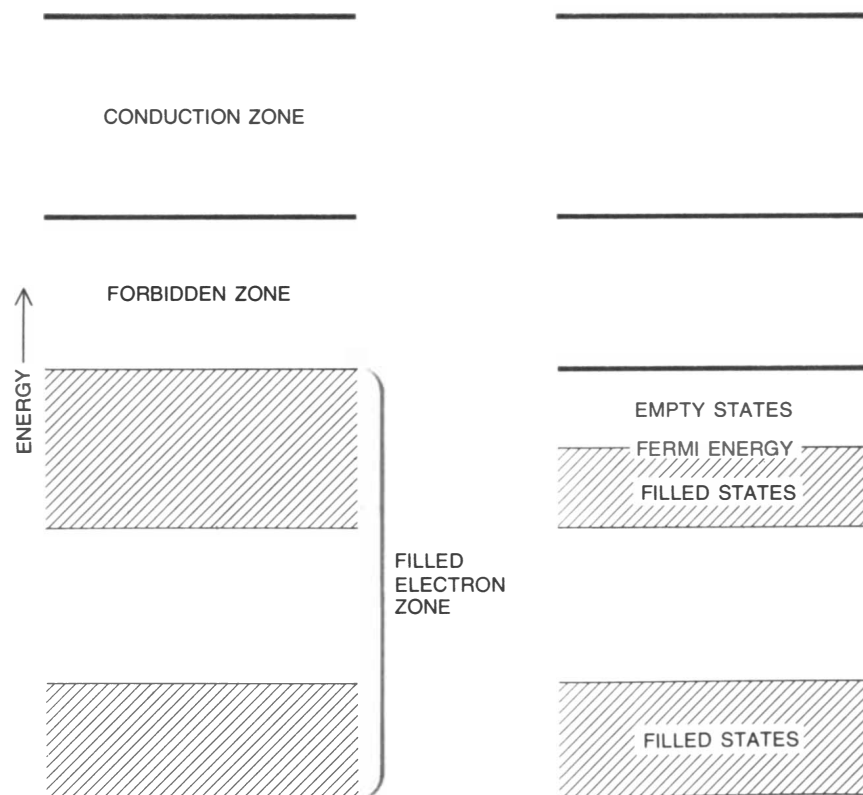 CONDUCTION ZONE
FORBIDDEN ZONE
ENERGY
FILLED
ELECTRON
ZONE
EMPTY STATES
FERMI ENERGY
FILLED STATES
FILLED STATES